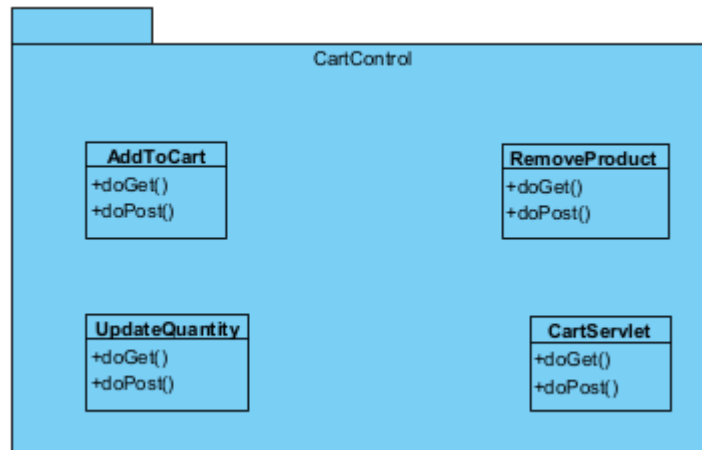 CartControl
AddToCart
+doGet()
+doPost()
RemoveProduct
+doGet()
+doPost()
UpdateQuantity
+doGet()
+doPost()
CartServlet
+doGet()
+doPost()